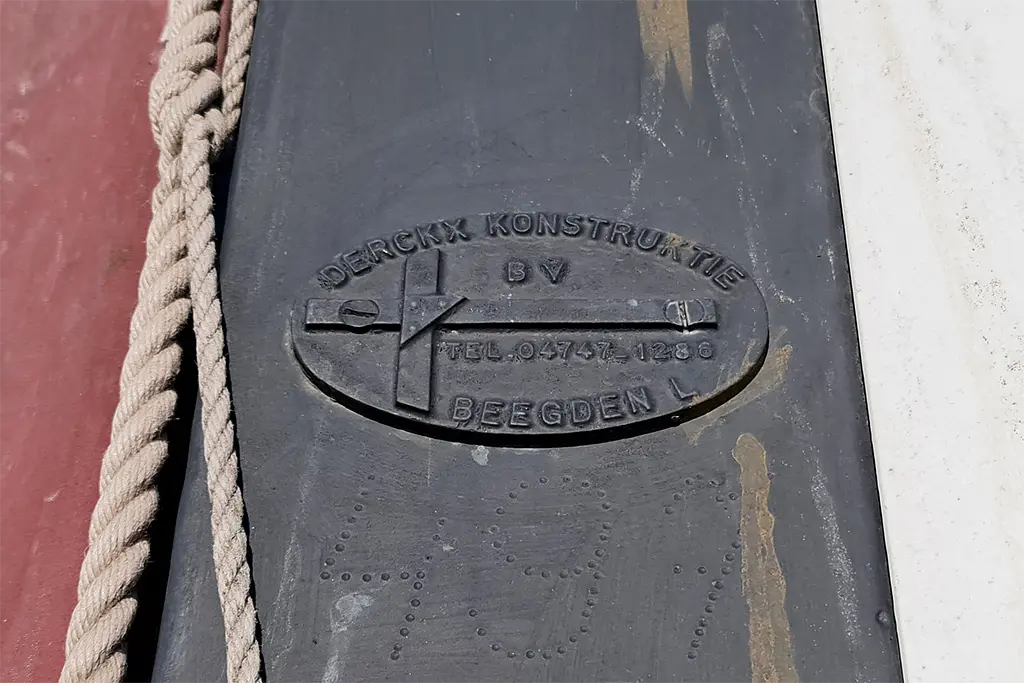 DERCKX KONSTRUKTIE
BV
TEL.04747-1286
BEEGDEN L